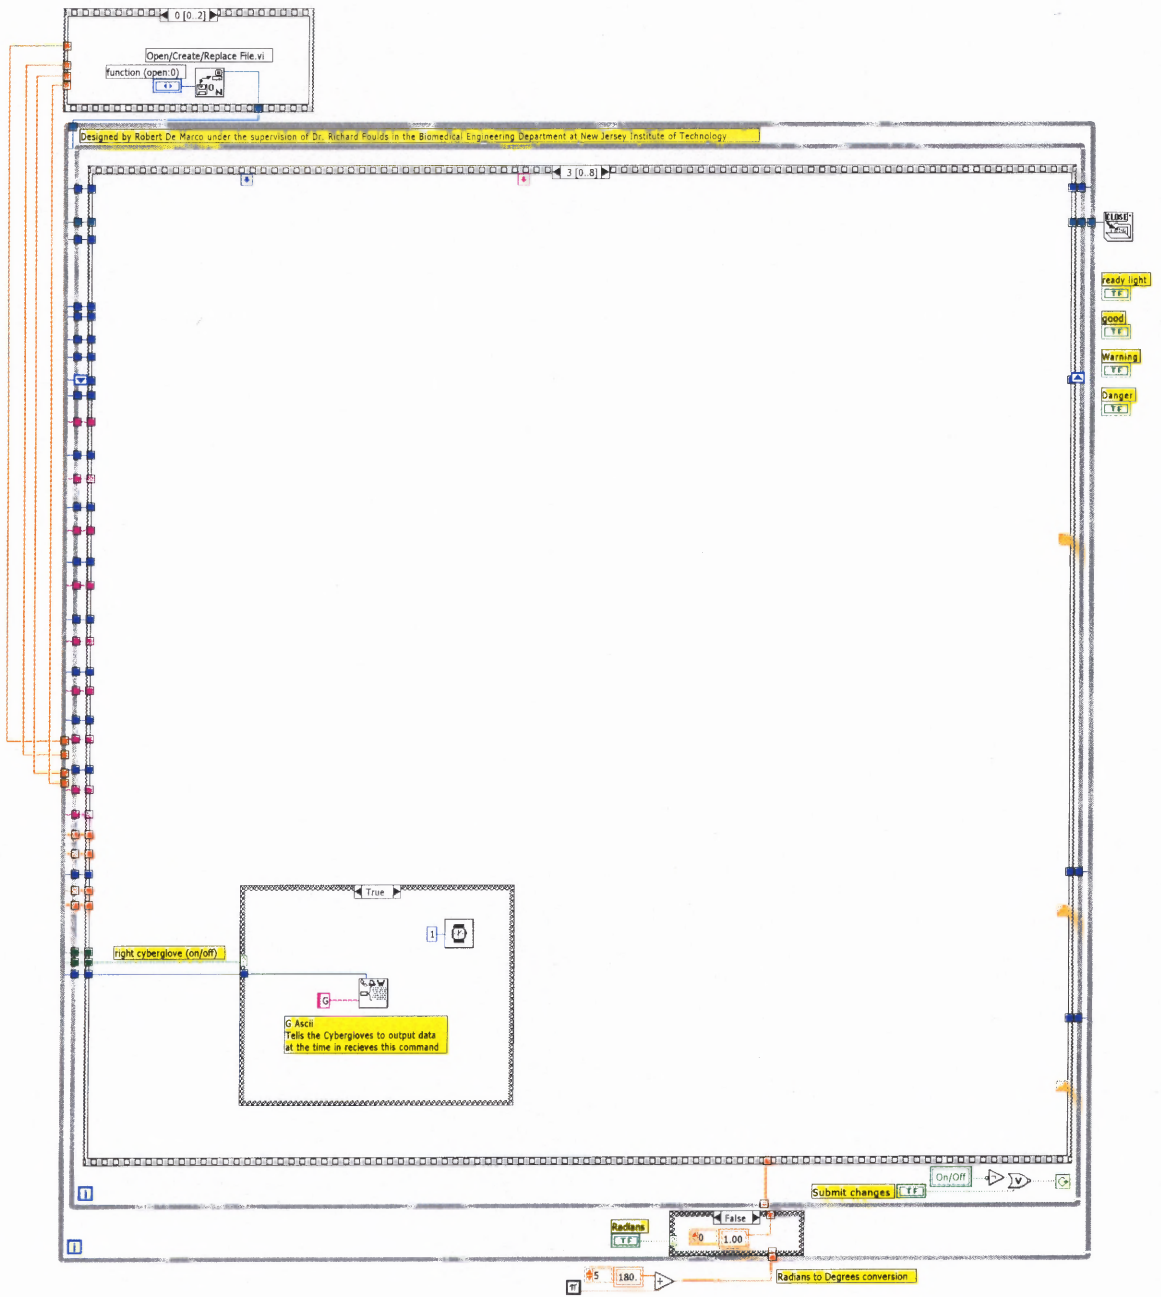 0 [0..2]
Open/Create/Replace File.vi
function (open:0)
Designed by Robert De Marco under the supervision of Dr. Richard Foulds in the Biomedical Engineering Department at New Jersey Institute of Technology
3 [0..8]
CLOSE
ready light
TF
good
TF
Warning
TF
Danger
TF
True
1
right cyberglove (on/off)
G
G Ascii
Tells the Cybergloves to output data
at the time in recieves this command
i
On/Off
Submit changes
TF
V
False
Radians
TF
0
1.00
i
5
180.
π
÷
Radians to Degrees conversion